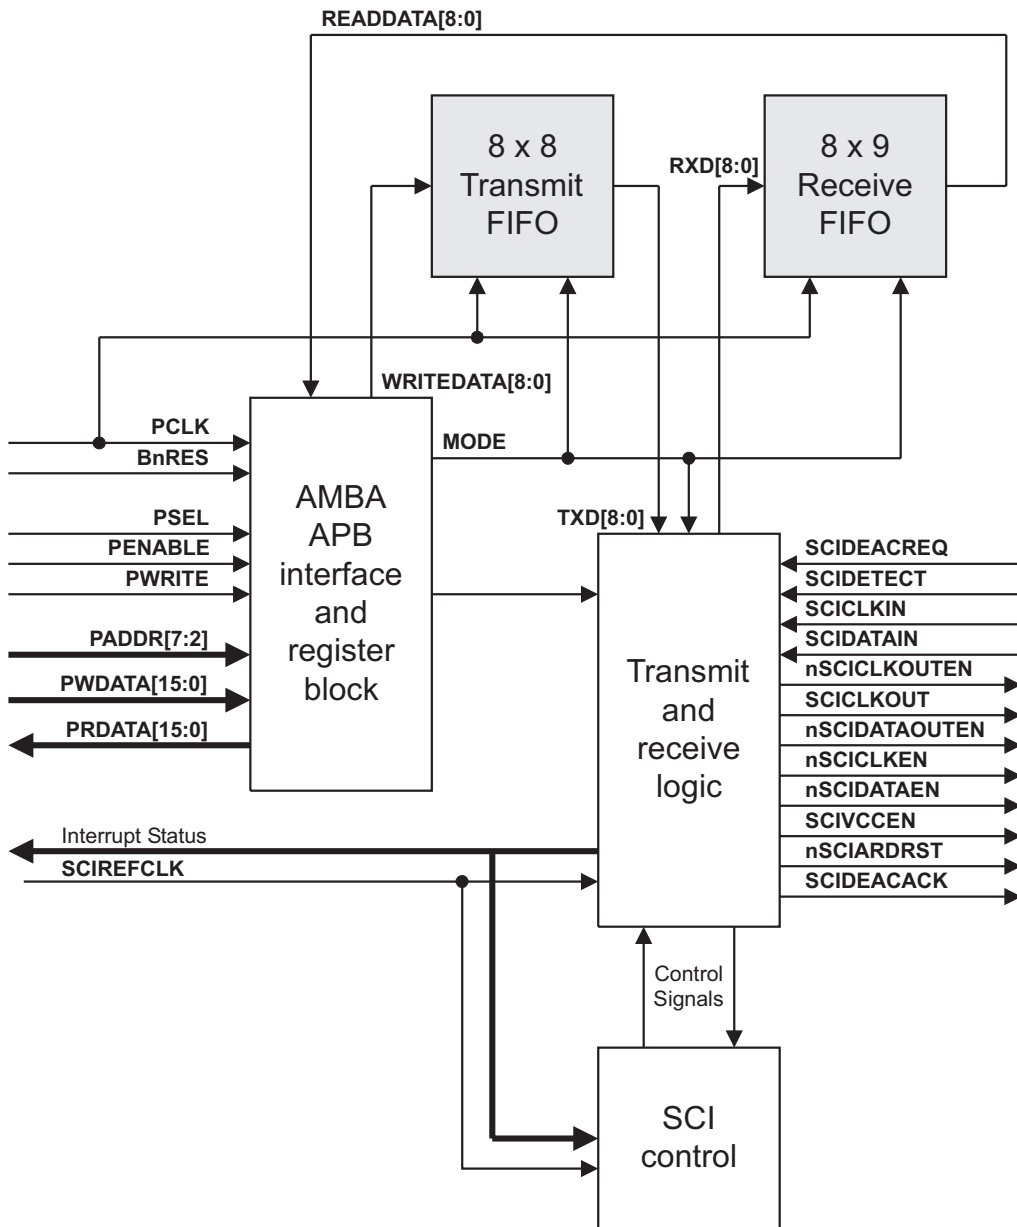 READDATA[8:0]
8 x 8
Transmit
FIFO
RXD[8:0]
8 x 9
Receive
FIFO
WRITEDATA[8:0]
PCLK
BnRES
PSEL
PENABLE
PWRITE
PADDR[7:2]
PWDATA[15:0]
PRDATA[15:0]
AMBA
APB
interface
and
register
block
MODE
TXD[8:0]
Transmit
and
receive
logic
SCIDEACREQ
SCIDETECT
SCICLKIN
SCIDATAIN
nSCICLKOUTEN
SCICLKOUT
nSCIDATAOUTEN
nSCICLKEN
nSCIDATAEN
SCIVCCEN
nSCIARDRST
SCIDEACACK
Interrupt Status
SCIREFCLK
Control
Signals
SCI
control